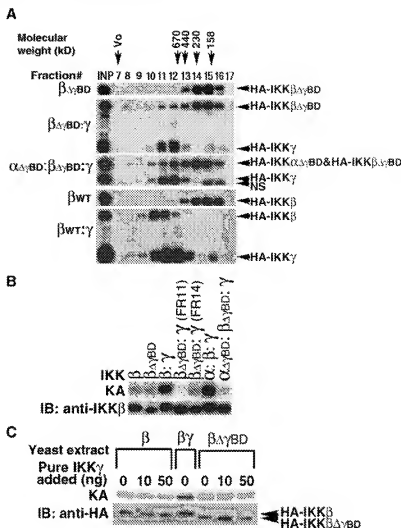 A
Molecular weight (kD) Vo 670 440 230 158
Fraction# INP 7 8 9 10 11 12 13 14 15 16 17
βΔγBD HA-IKKβΔγBD
HA-IKKβΔγBD
βΔγBD:γ
HA-IKKγ
αΔγBD:βΔγBD:γ HA-IKKαΔγBD&HA-IKKβΔγBD
HA-IKKγ
NS
βWT HA-IKKβ
HA-IKKβ
βWT:γ
HA-IKKγ
B
IKK β βΔγBD β:γ βΔγBD:γ (FR11) βΔγBD:γ (FR14) α:β:γ αΔγBD:βΔγBD:γ
KA
IB: anti-IKKβ
C
Yeast extract β βγ βΔγBD
Pure IKKγ added (ng) 0 10 50 0 0 10 50
KA
IB: anti-HA HA-IKKβ
HA-IKKβΔγBD